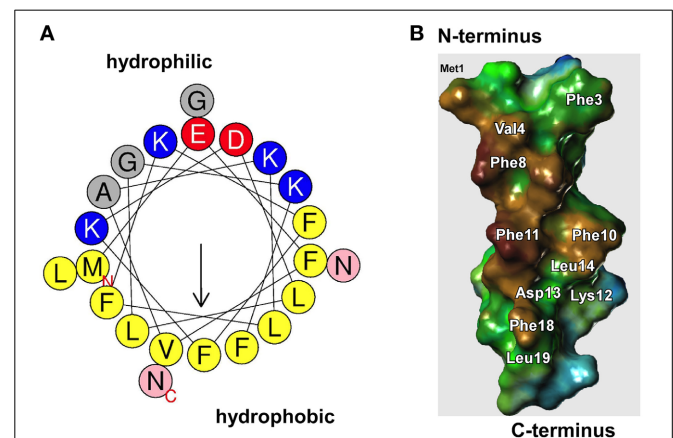 A
hydrophilic
G
K E D
G K
A K
K F
L M F N
N
F L
L L
V F F
N C
hydrophobic
B N-terminus
Met1
Phe3
Val4
Phe8
Phe11 Phe10
Leu14
Asp13 Lys12
Phe18
Leu19
C-terminus